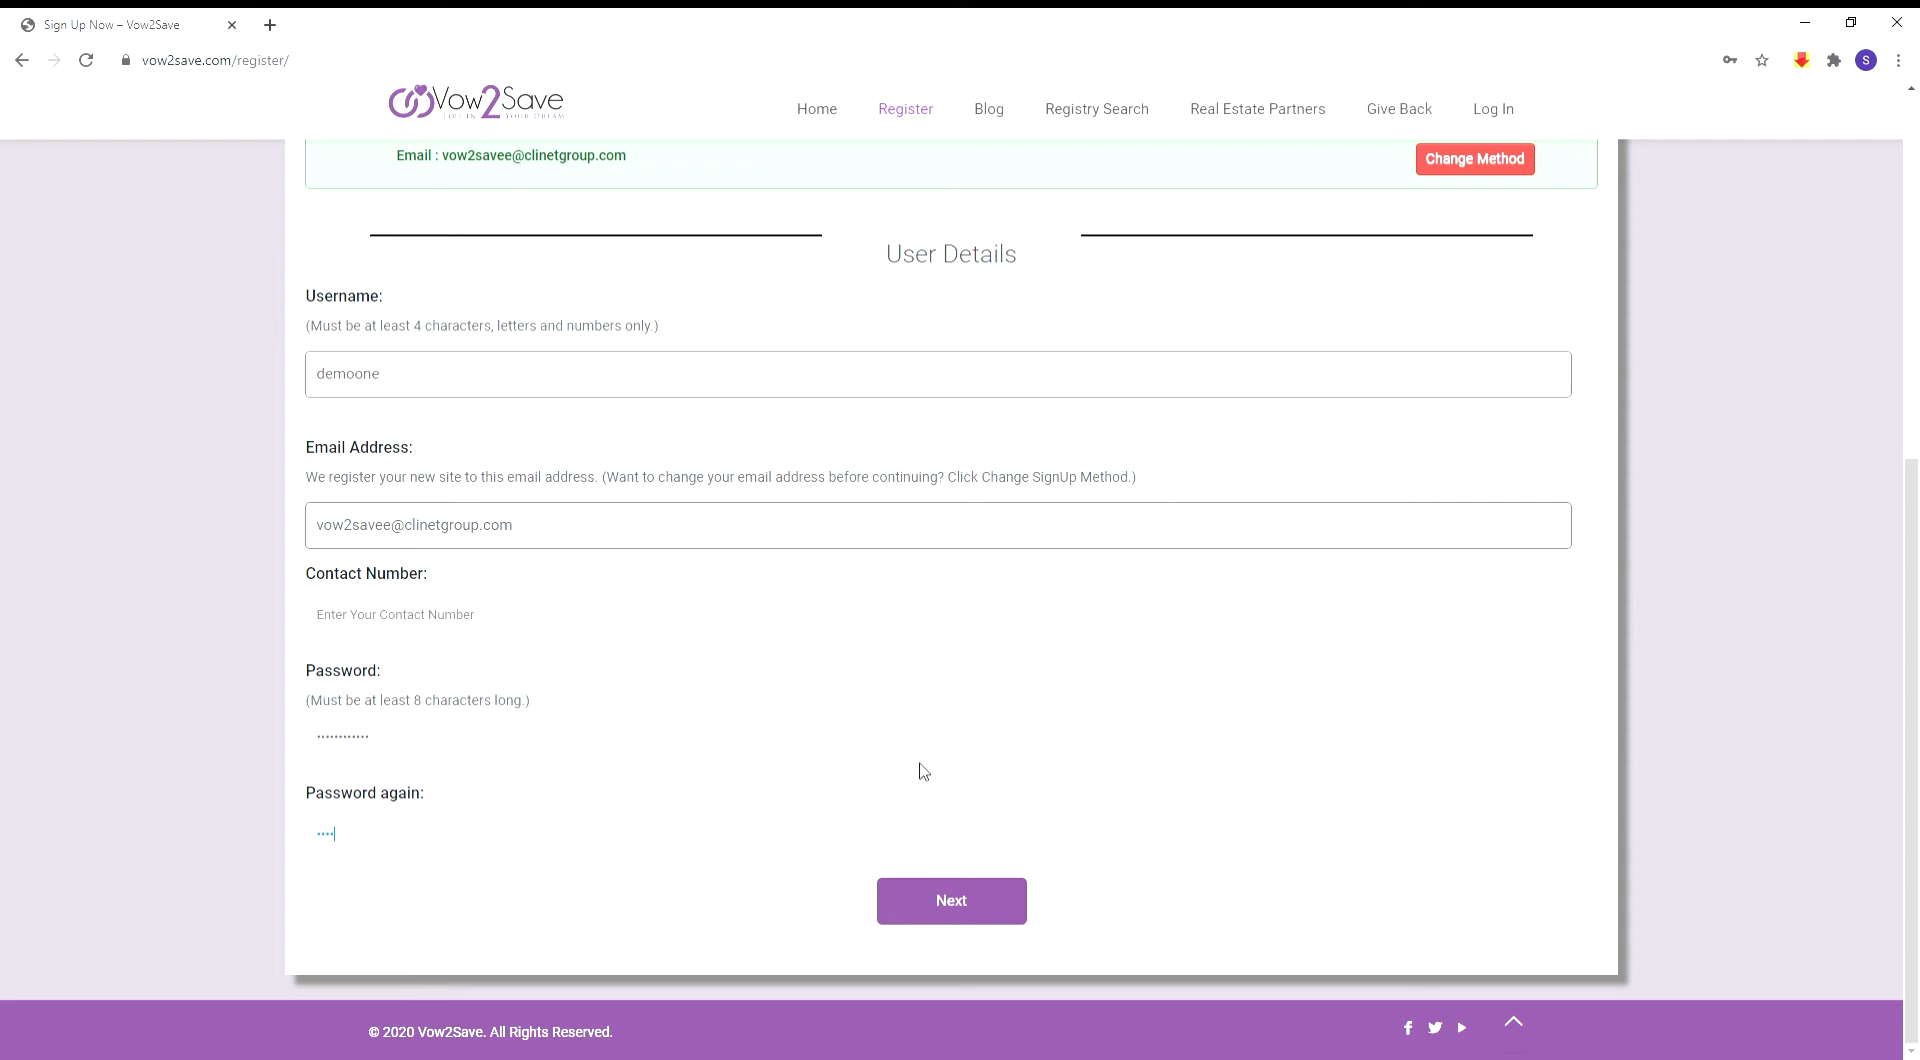 Sign Up Now – Vow2Save
vow2save.com/register/
S
Vow2Save
LIVE IN YOUR DREAM
Home
Register
Blog
Registry Search
Real Estate Partners
Give Back
Log In
Email : vow2savee@clinetgroup.com
Change Method
User Details
Username:
(Must be at least 4 characters, letters and numbers only.)
demoone
Email Address:
We register your new site to this email address. (Want to change your email address before continuing? Click Change SignUp Method.)
vow2savee@clinetgroup.com
Contact Number:
Enter Your Contact Number
Password:
(Must be at least 8 characters long.)
············
Password again:
····
Next
© 2020 Vow2Save. All Rights Reserved.